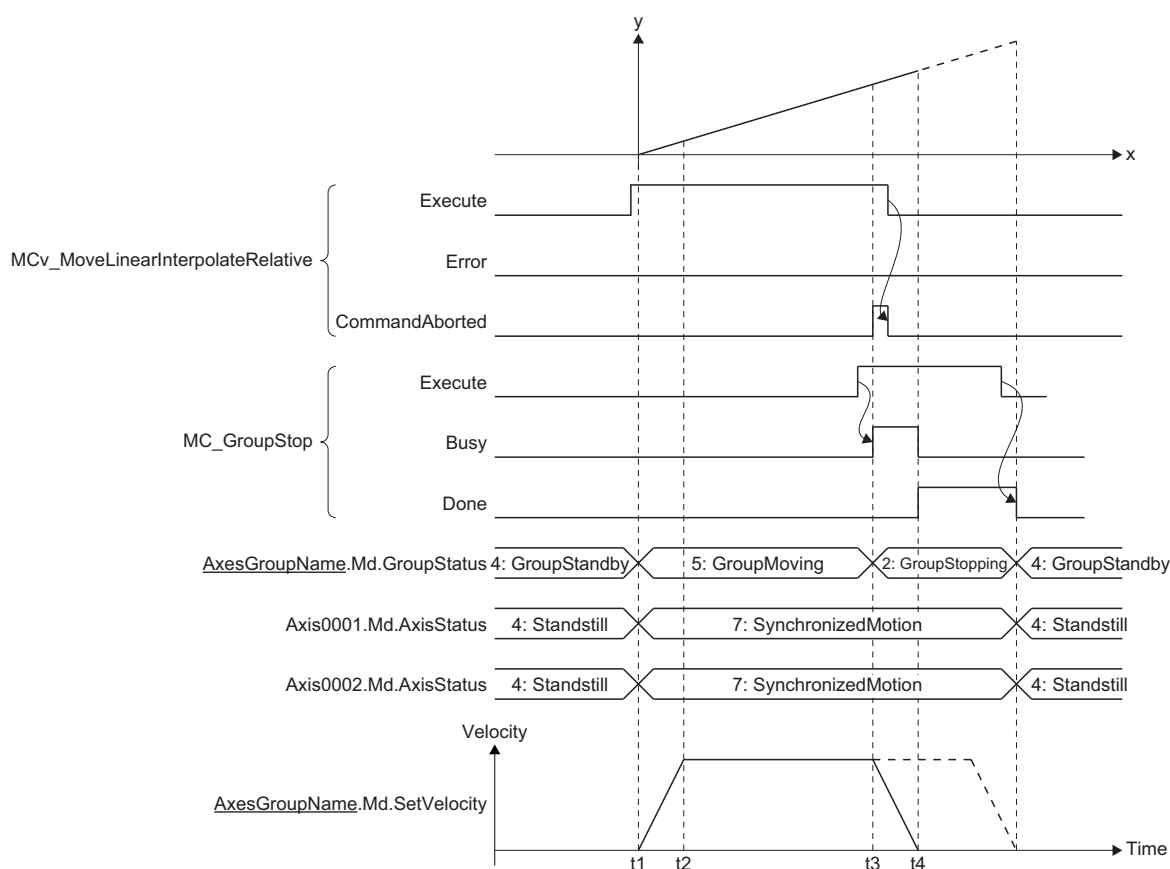 y
x
Execute
MCv_MoveLinearInterpolateRelative
Error
CommandAborted
Execute
MC_GroupStop
Busy
Done
AxesGroupName.Md.GroupStatus 4: GroupStandby 5: GroupMoving 2: GroupStopping 4: GroupStandby
Axis0001.Md.AxisStatus 4: Standstill 7: SynchronizedMotion 4: Standstill
Axis0002.Md.AxisStatus 4: Standstill 7: SynchronizedMotion 4: Standstill
Velocity
AxesGroupName.Md.SetVelocity
Time
t1 t2 t3 t4